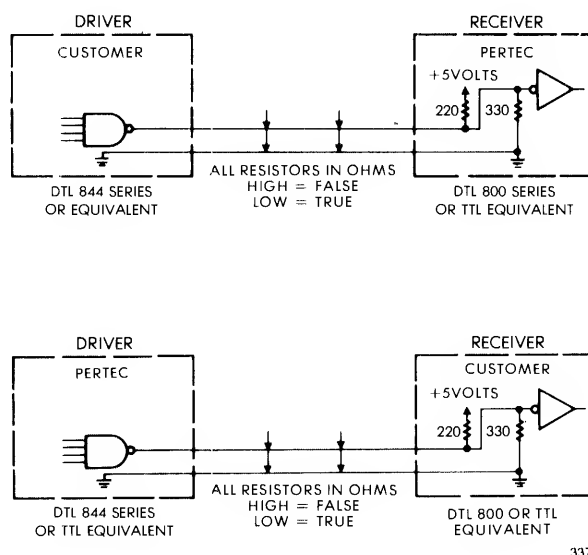 DRIVER
RECEIVER
CUSTOMER
PERTEC
+5VOLTS
220
330
ALL RESISTORS IN OHMS
HIGH = FALSE
LOW = TRUE
DTL 844 SERIES
OR EQUIVALENT
DTL 800 SERIES
OR TTL EQUIVALENT
DRIVER
RECEIVER
PERTEC
CUSTOMER
+5VOLTS
220
330
ALL RESISTORS IN OHMS
HIGH = FALSE
LOW = TRUE
DTL 844 SERIES
OR TTL EQUIVALENT
DTL 800 OR TTL
EQUIVALENT